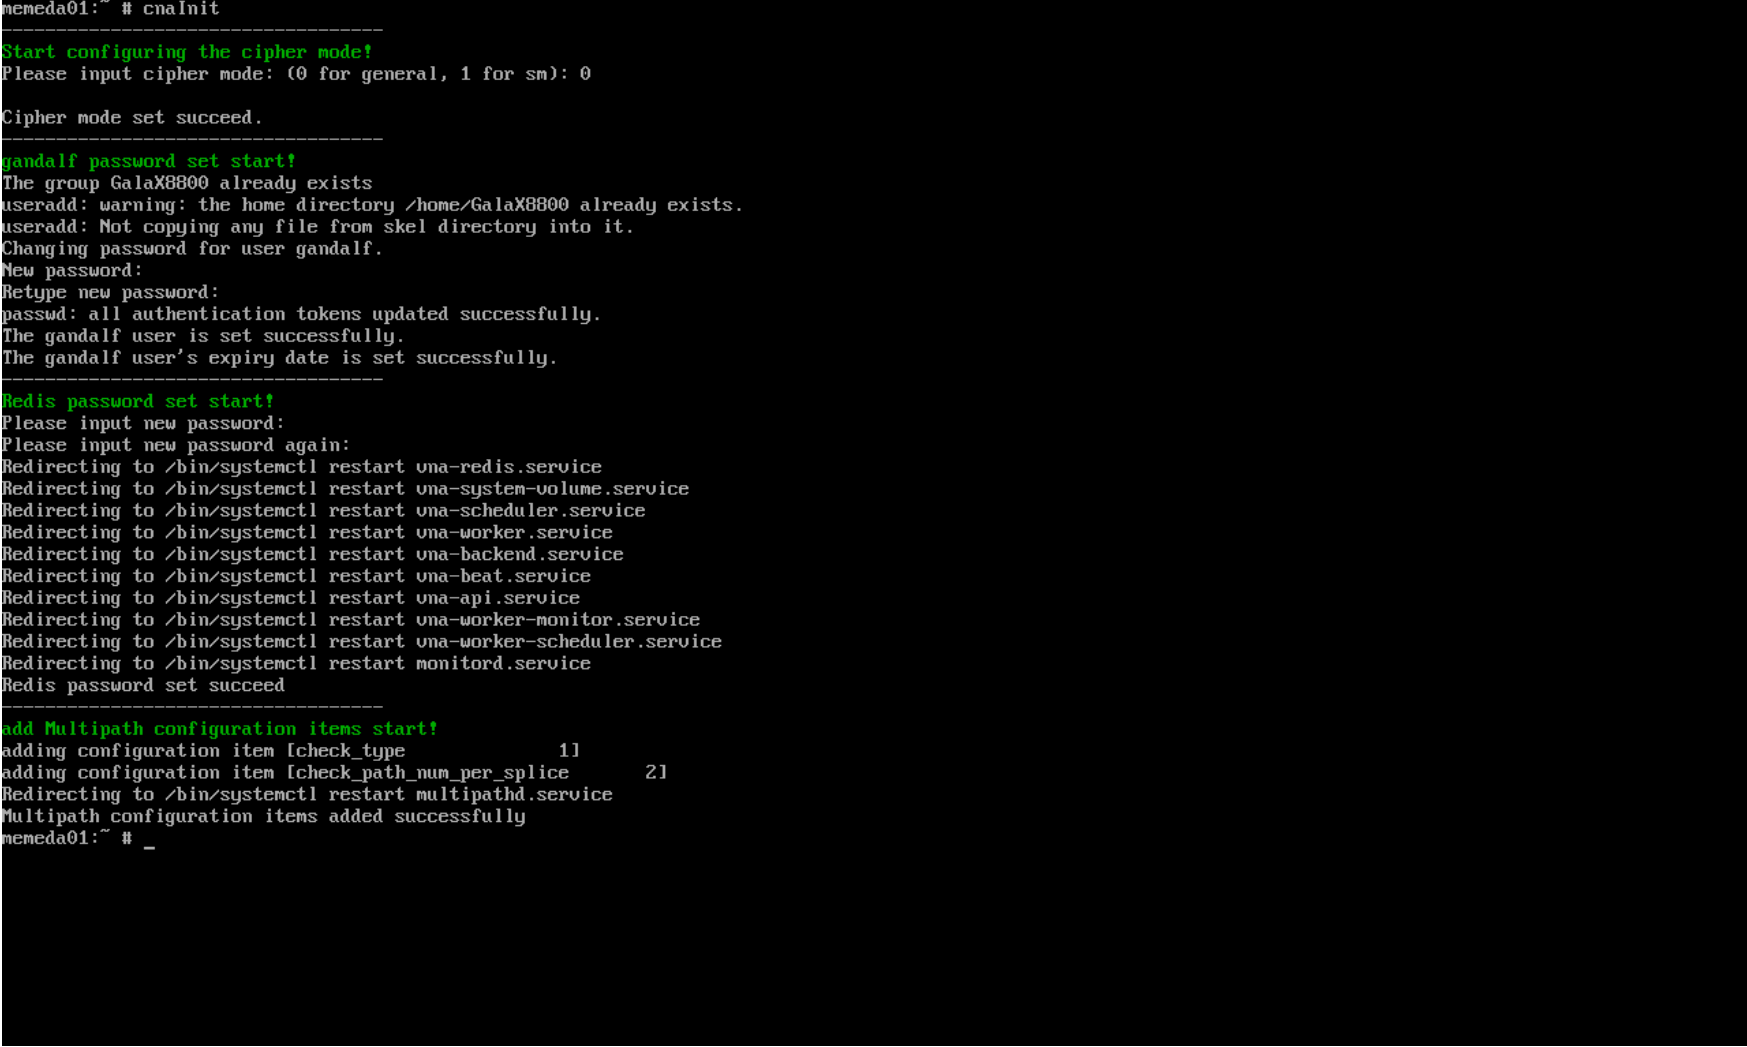 memeda01:~ # cnaInit
-----------------------------------
Start configuring the cipher mode!
Please input cipher mode: (0 for general, 1 for sm): 0
Cipher mode set succeed.
-----------------------------------
gandalf password set start!
The group GalaX8800 already exists
useradd: warning: the home directory /home/GalaX8800 already exists.
useradd: Not copying any file from skel directory into it.
Changing password for user gandalf.
New password:
Retype new password:
passwd: all authentication tokens updated successfully.
The gandalf user is set successfully.
The gandalf user's expiry date is set successfully.
-----------------------------------
Redis password set start!
Please input new password:
Please input new password again:
Redirecting to /bin/systemctl restart vna-redis.service
Redirecting to /bin/systemctl restart vna-system-volume.service
Redirecting to /bin/systemctl restart vna-scheduler.service
Redirecting to /bin/systemctl restart vna-worker.service
Redirecting to /bin/systemctl restart vna-backend.service
Redirecting to /bin/systemctl restart vna-beat.service
Redirecting to /bin/systemctl restart vna-api.service
Redirecting to /bin/systemctl restart vna-worker-monitor.service
Redirecting to /bin/systemctl restart vna-worker-scheduler.service
Redirecting to /bin/systemctl restart monitord.service
Redis password set succeed
-----------------------------------
add Multipath configuration items start!
adding configuration item [check_type              1]
adding configuration item [check_path_num_per_splice       2]
Redirecting to /bin/systemctl restart multipathd.service
Multipath configuration items added successfully
memeda01:~ # _